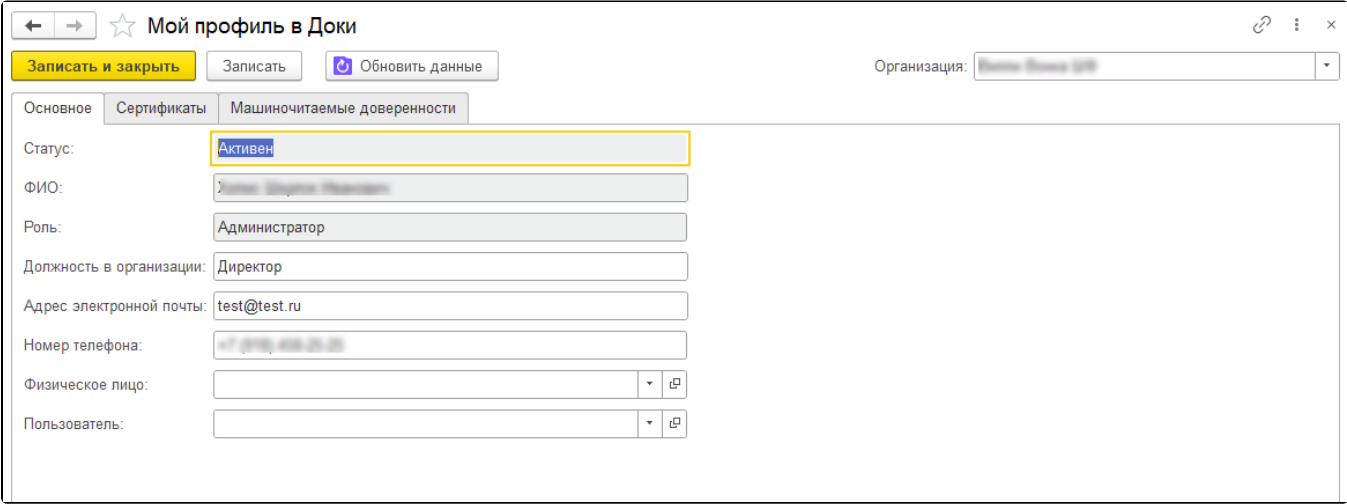 Мой профиль в Доки
Записать и закрыть Записать Обновить данные Организация:
Основное Сертификаты Машиночитаемые доверенности
Статус: Активен
ФИО:
Роль: Администратор
Должность в организации: Директор
Адрес электронной почты: test@test.ru
Номер телефона:
Физическое лицо:
Пользователь: